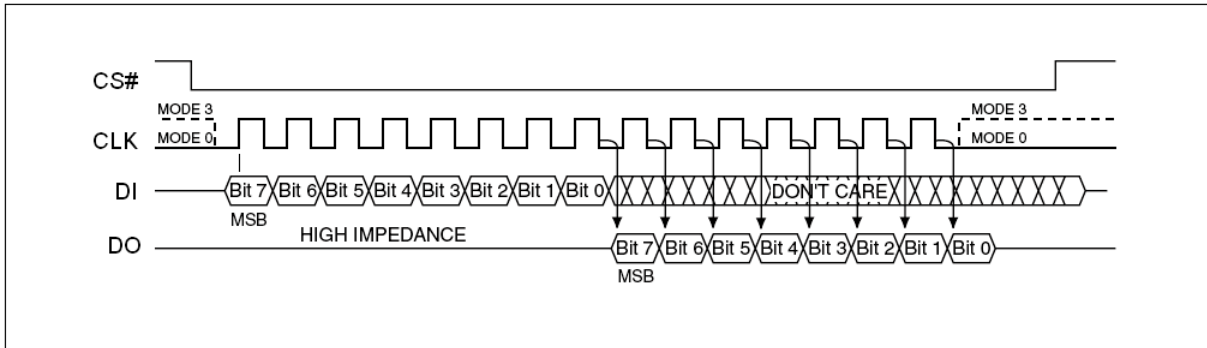 CS#
MODE 3 MODE 3
CLK MODE 0 MODE 0
DI Bit 7 Bit 6 Bit 5 Bit 4 Bit 3 Bit 2 Bit 1 Bit 0 DON'T CARE
MSB
HIGH IMPEDANCE
DO Bit 7 Bit 6 Bit 5 Bit 4 Bit 3 Bit 2 Bit 1 Bit 0
MSB